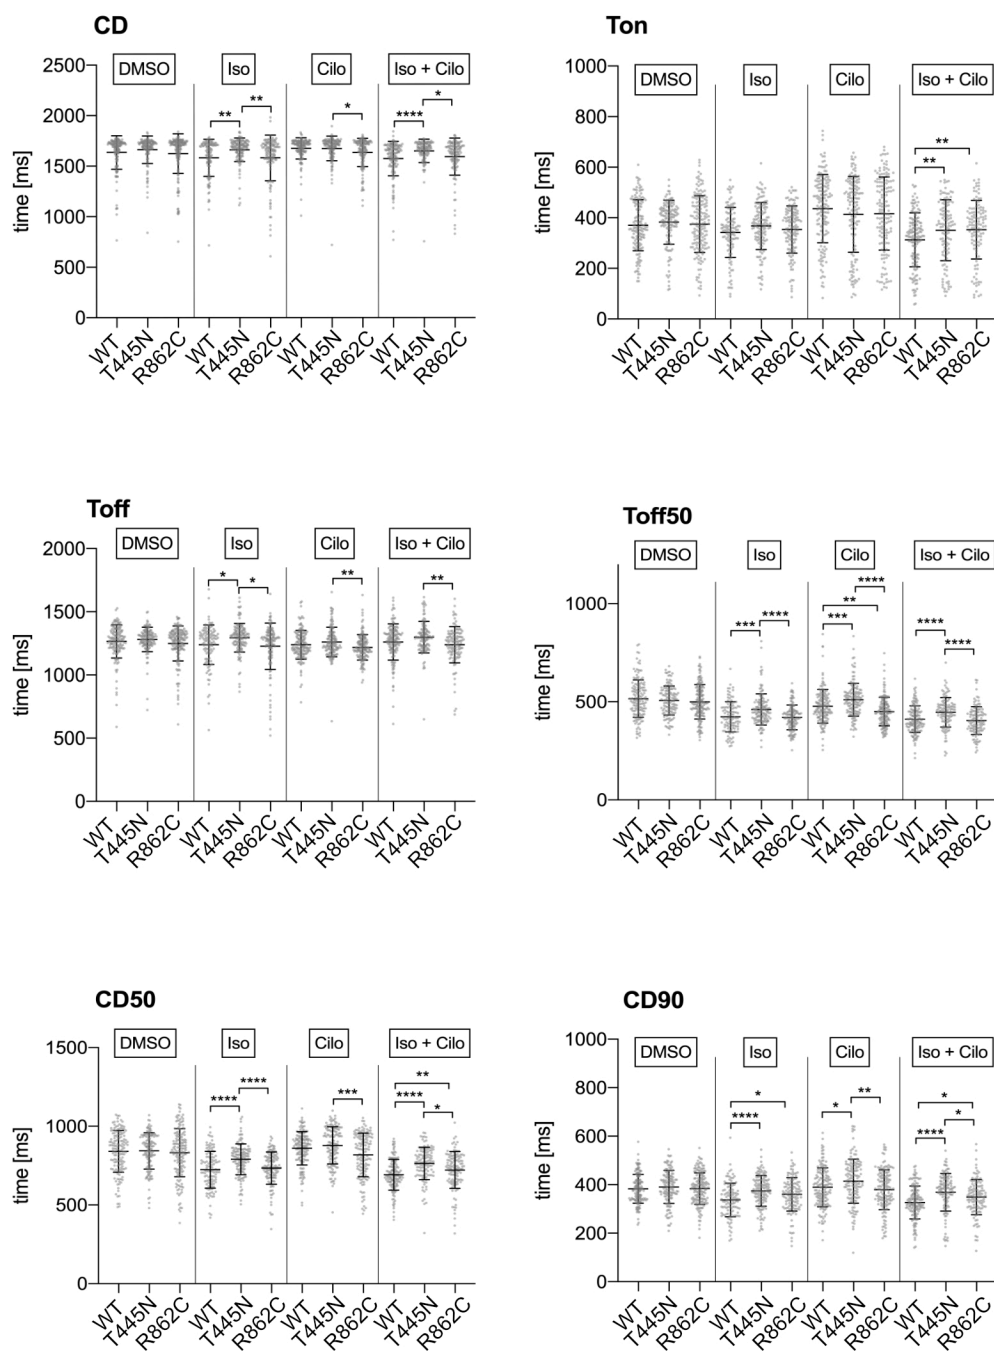 CD
DMSO Iso Cilo Iso + Cilo
time [ms]
2500
2000
1500
1000
500
0
** ** * **** *
WT T445N R862C WT T445N R862C WT T445N R862C WT T445N R862C
Ton
DMSO Iso Cilo Iso + Cilo
time [ms]
1000
800
600
400
200
0
**
**
WT T445N R862C WT T445N R862C WT T445N R862C WT T445N R862C
Toff
DMSO Iso Cilo Iso + Cilo
time [ms]
2000
1500
1000
500
0
* * ** **
WT T445N R862C WT T445N R862C WT T445N R862C WT T445N R862C
Toff50
DMSO Iso Cilo Iso + Cilo
time [ms]
1000
500
0
*** **** *** ** **** **** ****
WT T445N R862C WT T445N R862C WT T445N R862C WT T445N R862C
CD50
DMSO Iso Cilo Iso + Cilo
time [ms]
1500
1000
500
0
**** **** *** **** ** *
WT T445N R862C WT T445N R862C WT T445N R862C WT T445N R862C
CD90
DMSO Iso Cilo Iso + Cilo
time [ms]
1000
800
600
400
200
0
**** * * ** **** * *
WT T445N R862C WT T445N R862C WT T445N R862C WT T445N R862C